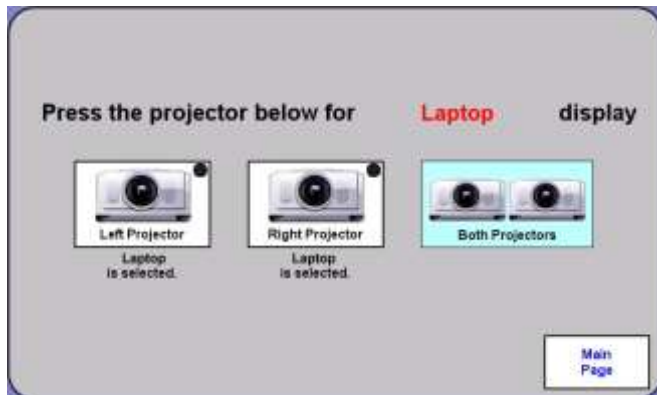 Press the projector below for Laptop display
Left Projector
Right Projector
Both Projectors
Laptop
is selected.
Laptop
is selected.
Main
Page